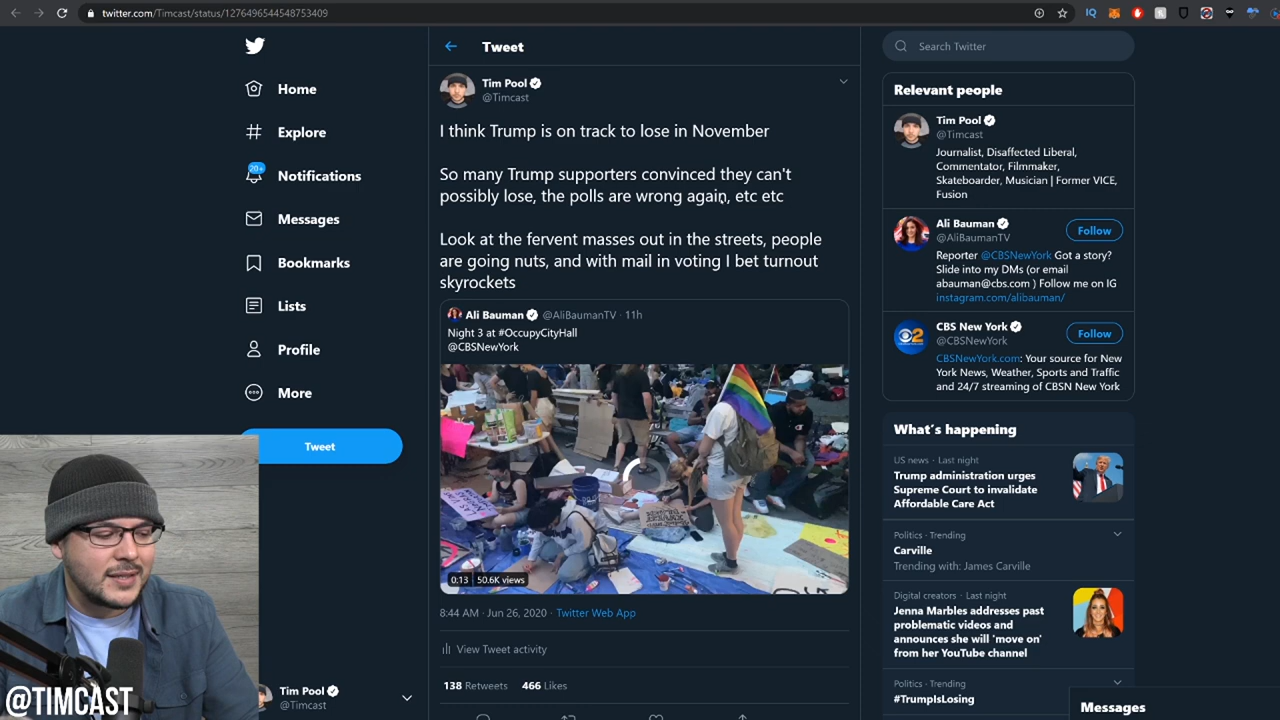 twitter.com/Timcast/status/1276496544548753409
IQ
Home
Explore
20+
Notifications
Messages
Bookmarks
Lists
Profile
More
Tweet
Tim Pool
@Timcast
@TIMCAST
Tweet
Tim Pool
@Timcast
I think Trump is on track to lose in November
So many Trump supporters convinced they can't
possibly lose, the polls are wrong again, etc etc
Look at the fervent masses out in the streets, people
are going nuts, and with mail in voting I bet turnout
skyrockets
Ali Bauman @AliBaumanTV · 11h
Night 3 at #OccupyCityHall
@CBSNewYork
0:13 50.6K views
8:44 AM · Jun 26, 2020 · Twitter Web App
View Tweet activity
138 Retweets 466 Likes
Search Twitter
Relevant people
Tim Pool
@Timcast
Journalist, Disaffected Liberal,
Commentator, Filmmaker,
Skateboarder, Musician | Former VICE,
Fusion
Ali Bauman
@AliBaumanTV
Follow
Reporter @CBSNewYork Got a story?
Slide into my DMs (or email
abauman@cbs.com ) Follow me on IG
instagram.com/alibauman/
CBS New York
@CBSNewYork
Follow
CBSNewYork.com: Your source for New
York News, Weather, Sports and Traffic
and 24/7 streaming of CBSN New York
What's happening
US news · Last night
Trump administration urges
Supreme Court to invalidate
Affordable Care Act
Politics · Trending
Carville
Trending with: James Carville
Digital creators · Last night
Jenna Marbles addresses past
problematic videos and
announces she will 'move on'
from her YouTube channel
Politics · Trending
#TrumpIsLosing
Messages